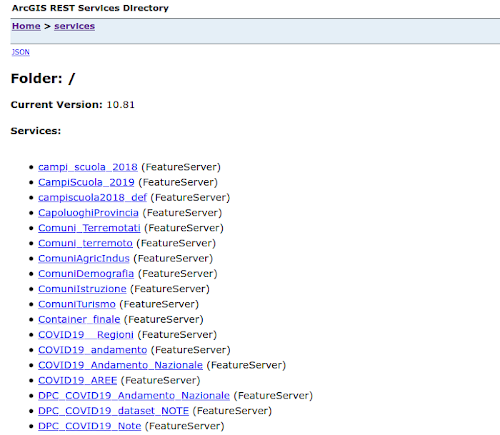 ArcGIS REST Services Directory
Home > services
JSON
Folder: /
Current Version: 10.81
Services:
campi_scuola_2018 (FeatureServer)
CampiScuola_2019 (FeatureServer)
campiscuola2018_def (FeatureServer)
CapoluoghiProvincia (FeatureServer)
Comuni_Terremotati (FeatureServer)
Comuni_terremoto (FeatureServer)
ComuniAgricIndus (FeatureServer)
ComuniDemografia (FeatureServer)
ComuniIstruzione (FeatureServer)
ComuniTurismo (FeatureServer)
Container_finale (FeatureServer)
COVID19__Regioni (FeatureServer)
COVID19_andamento (FeatureServer)
COVID19_Andamento_Nazionale (FeatureServer)
COVID19_AREE (FeatureServer)
DPC_COVID19_Andamento_Nazionale (FeatureServer)
DPC_COVID19_dataset_NOTE (FeatureServer)
DPC_COVID19_Note (FeatureServer)